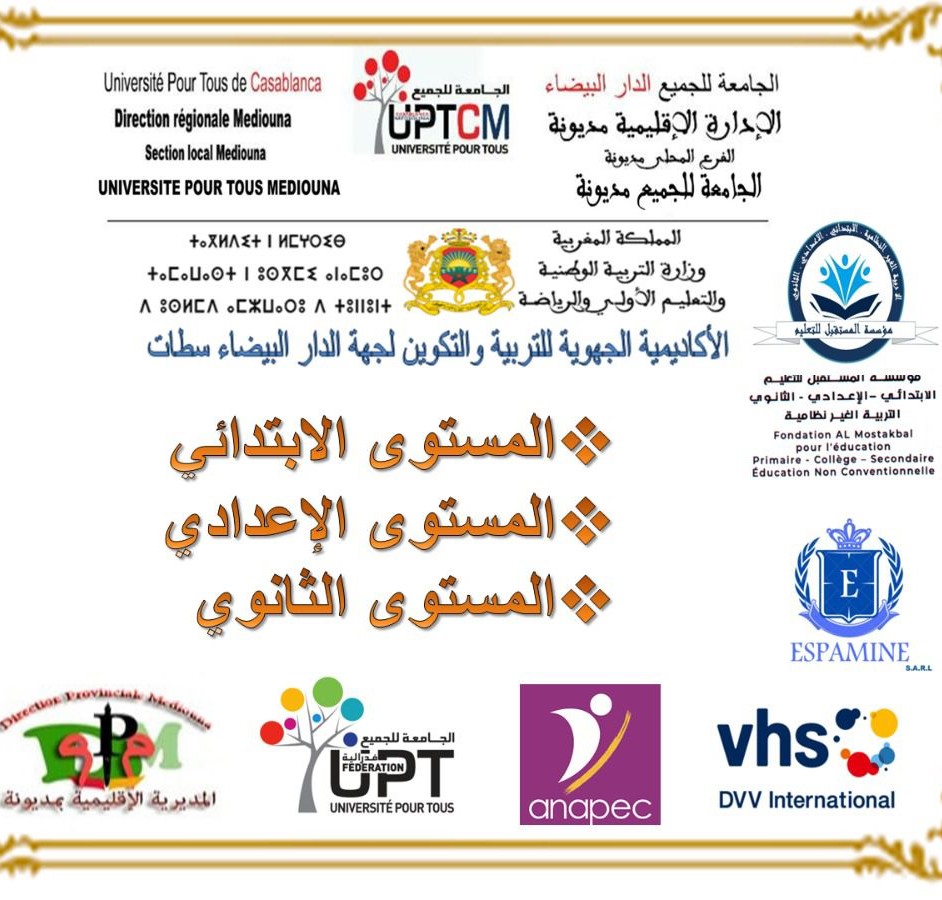 Université Pour Tous de Casablanca
Direction régionale Mediouna
Section local Mediouna
UNIVERSITE POUR TOUS MEDIOUNA
الجامعة للجميع
UPTCM
UNIVERSITÉ POUR TOUS
الجامعة للجميع الدار البيضاء
الإدارة الإقليمية مديونة
الفرع المحلي مديونة
الجامعة للجميع مديونة
ⵜⴰⴳⵍⴷⵉⵜ ⵏ ⵍⵎⵖⵔⵉⴱ
ⵜⴰⵎⴰⵡⴰⵙⵜ ⵏ ⵓⵙⴳⵎⵉ ⴰⵏⴰⵎⵓⵔ
ⴷ ⵓⵙⵍⵎⴷ ⴰⵎⵣⵡⴰⵔⵓ ⴷ ⵜⵓⵏⵏⵓⵏⵜ
المملكة المغربية
وزارة التربية الوطنية
والتعليم الأولي والرياضة
الأكاديمية الجهوية للتربية والتكوين لجهة الدار البيضاء سطات
مؤسسة المستقبل للتعليم
مؤسسة المستقبل للتعليم
الابتدائي -الإعدادي - الثانوي
التربية الغير نظامية
Fondation AL Mostakbal
pour l'éducation
Primaire - Collège – Secondaire
Éducation Non Conventionnelle
❖المستوى الابتدائي
❖المستوى الإعدادي
❖المستوى الثانوي
E
ESPAMINE
S.A.R.L
Direction Provinciale Mediouna
المديرية الإقليمية بمديونة
الجامعة للجميع
فدرالية
FÉDERATION
UPT
UNIVERSITÉ POUR TOUS
anapec
vhs
DVV International